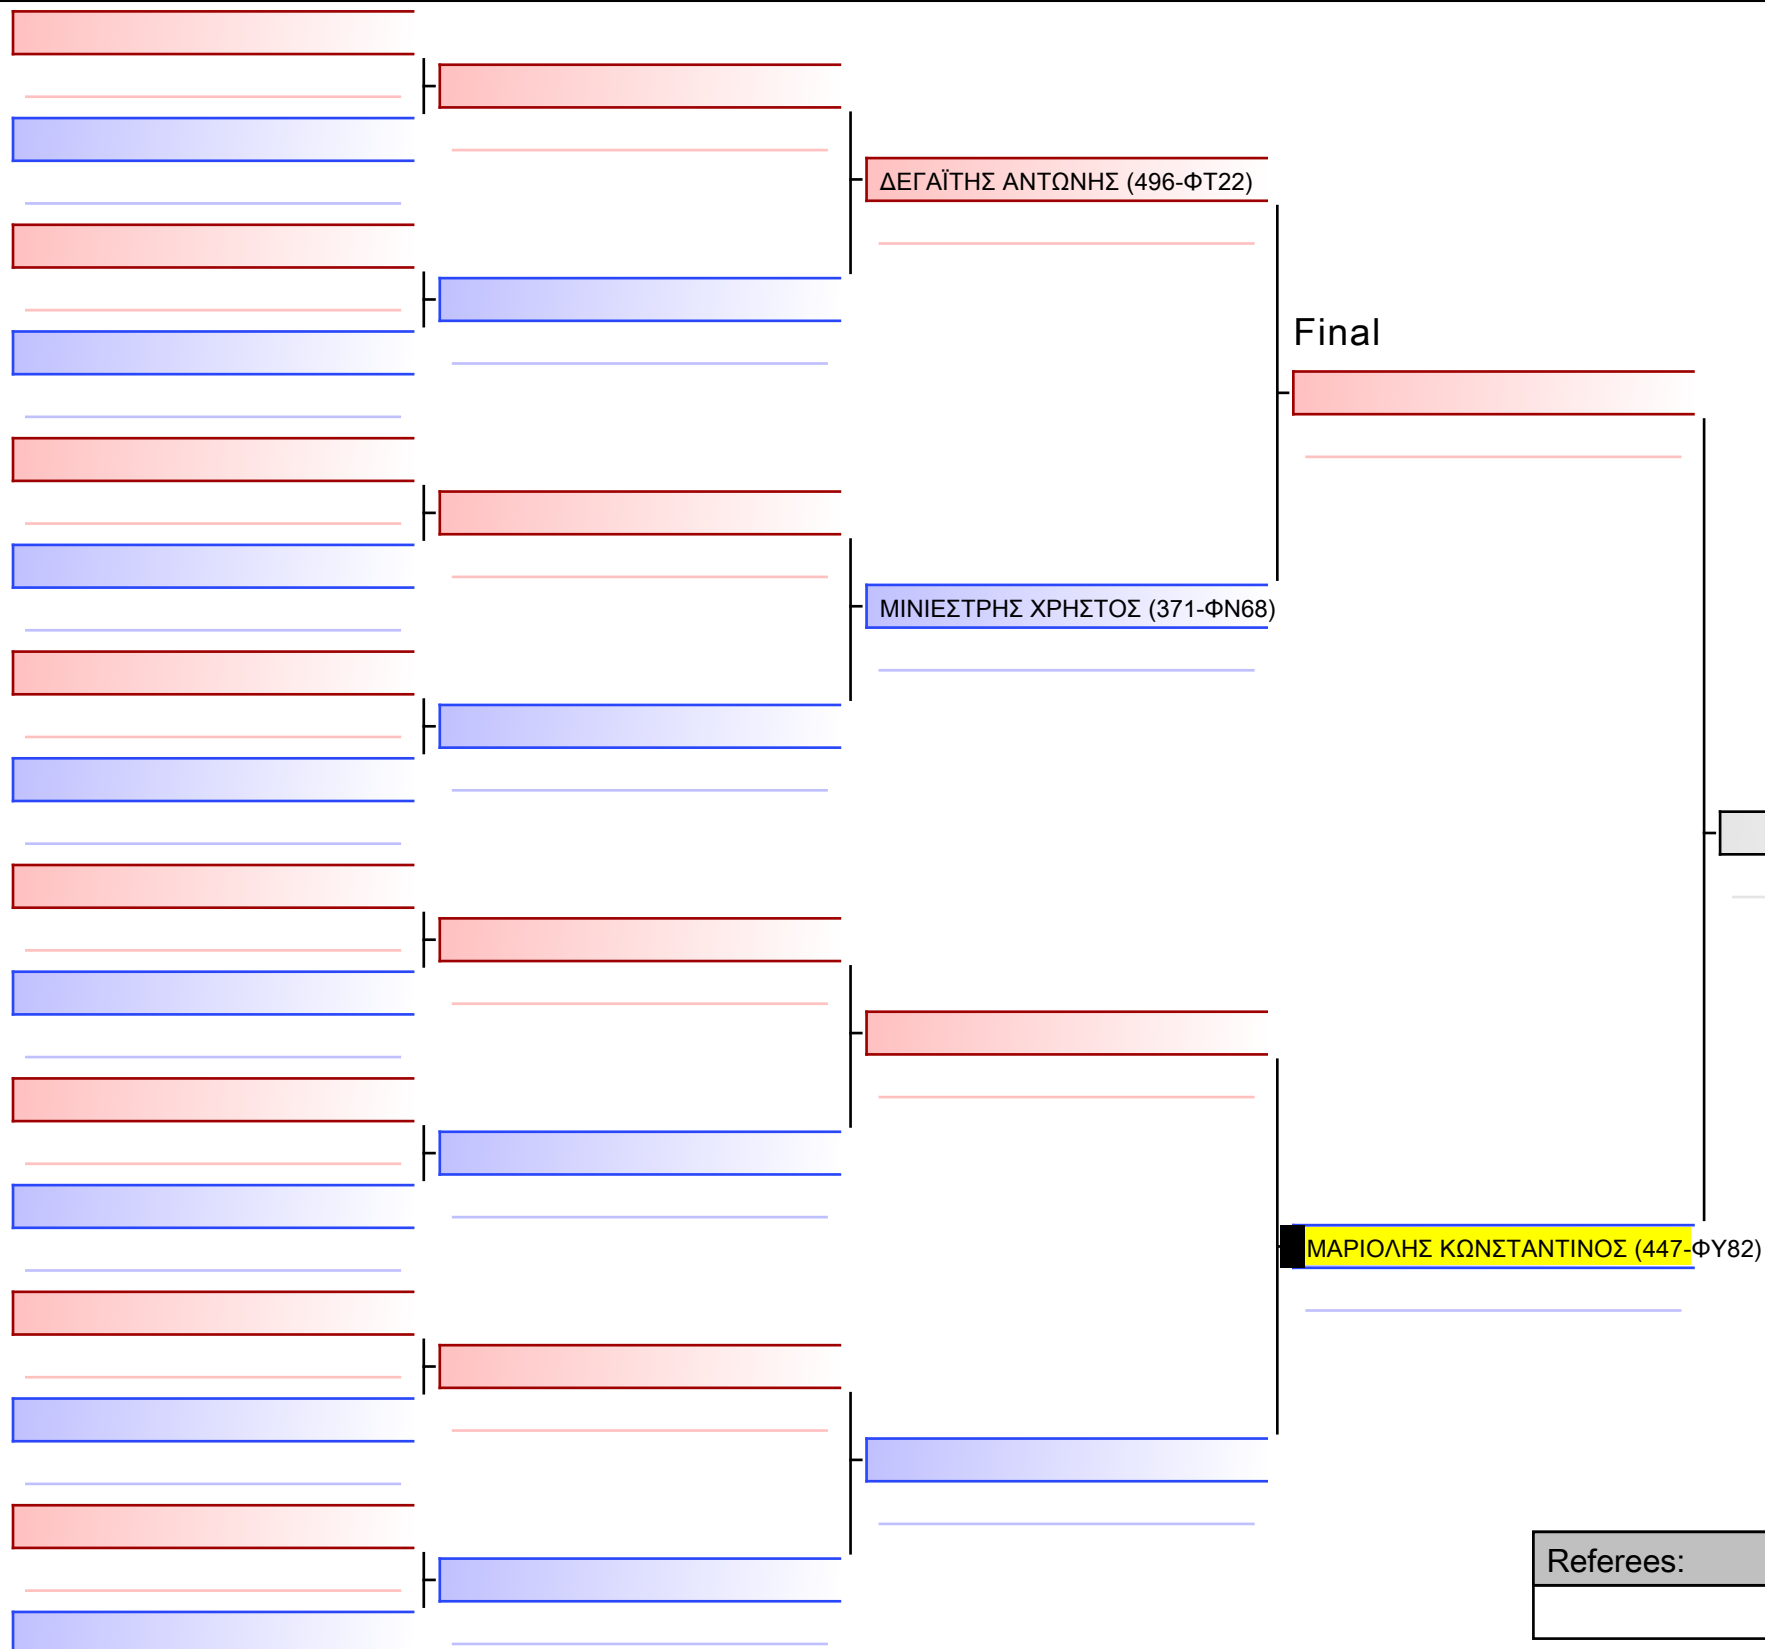 ΔΕΓΑΪΤΗΣ ΑΝΤΩΝΗΣ (496-ΦΤ22)
Final
ΜΙΝΙΕΣΤΡΗΣ ΧΡΗΣΤΟΣ (371-ΦΝ68)
ΜΑΡΙΟΛΗΣ ΚΩΝΣΤΑΝΤΙΝΟΣ (447-ΦΥ82)
Referees: